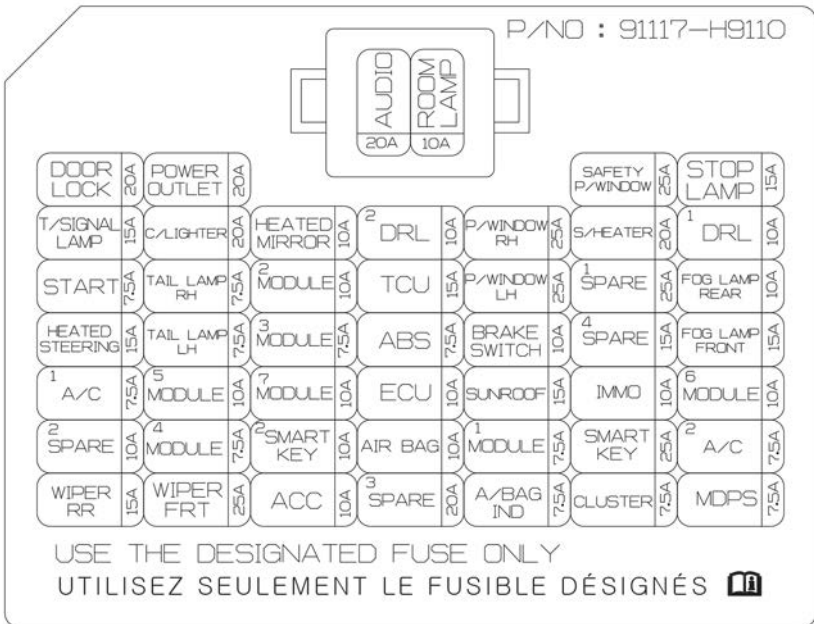 P/NO : 91117-H9110
AUDIO 20A
ROOM LAMP 10A
DOOR LOCK 20A
POWER OUTLET 20A
SAFETY P/WINDOW 25A
STOP LAMP 15A
T/SIGNAL LAMP 15A
C/LIGHTER 20A
HEATED MIRROR 10A
2 DRL 10A
P/WINDOW RH 25A
S/HEATER 20A
1 DRL 10A
START 7.5A
TAIL LAMP RH 7.5A
2 MODULE 10A
TCU 15A
P/WINDOW LH 25A
1 SPARE 25A
FOG LAMP REAR 10A
HEATED STEERING 15A
TAIL LAMP LH 7.5A
3 MODULE 7.5A
ABS 7.5A
BRAKE SWITCH 10A
4 SPARE 15A
FOG LAMP FRONT 15A
1 A/C 7.5A
5 MODULE 10A
7 MODULE 10A
ECU 10A
SUNROOF 15A
IMMO 10A
6 MODULE 10A
2 SPARE 10A
4 MODULE 7.5A
2 SMART KEY 10A
AIR BAG 10A
1 MODULE 7.5A
SMART KEY 25A
2 A/C 7.5A
WIPER RR 15A
WIPER FRT 25A
ACC 10A
3 SPARE 20A
A/BAG IND 7.5A
CLUSTER 7.5A
MDPS 7.5A
USE THE DESIGNATED FUSE ONLY
UTILISEZ SEULEMENT LE FUSIBLE DÉSIGNÉS